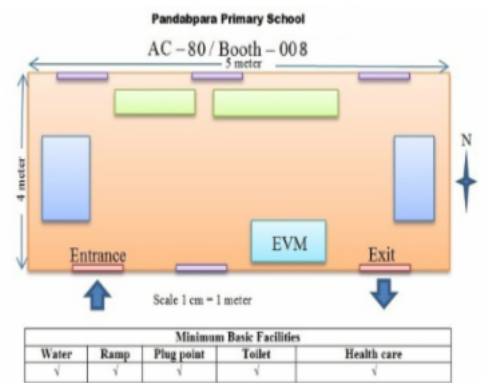 Pandabpara Primary School
AC – 80 / Booth – 008
5 meter
4 meter
N
EVM
Entrance
Exit
Scale 1 cm = 1 meter
Minimum Basic Facilities
Water Ramp Plug point Toilet Health care
√ √ √ √ √